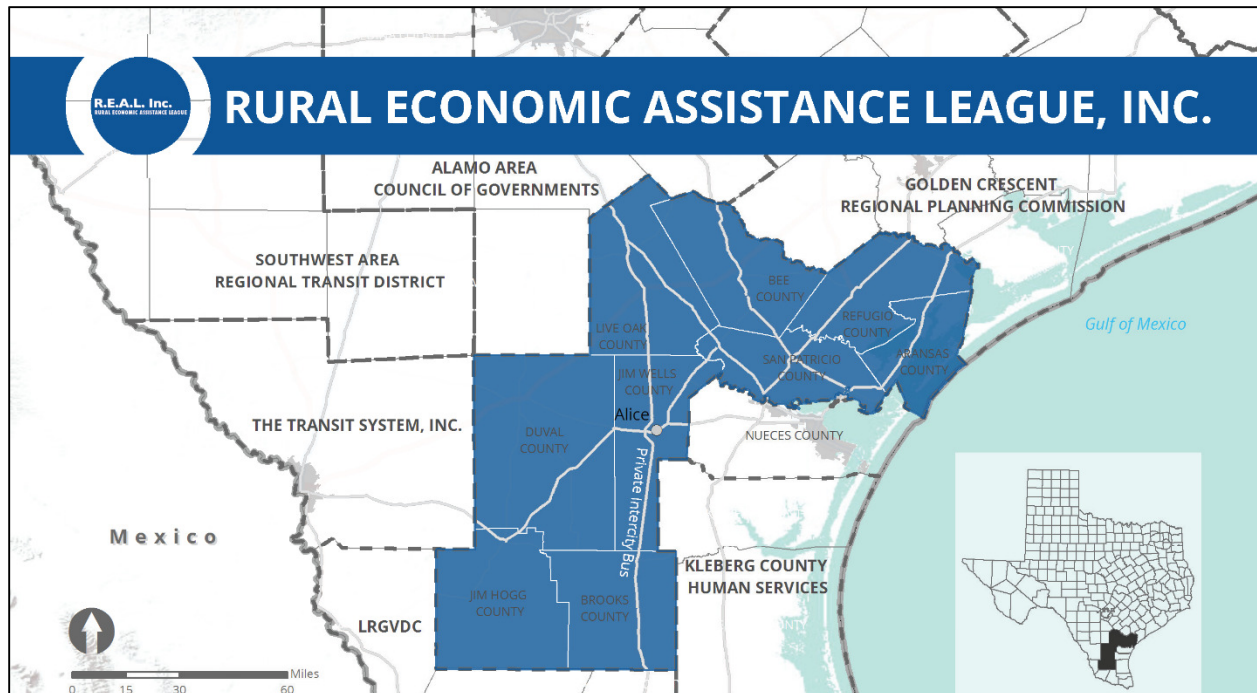 R.E.A.L. Inc.
RURAL ECONOMIC ASSISTANCE LEAGUE
RURAL ECONOMIC ASSISTANCE LEAGUE, INC.
ALAMO AREA
COUNCIL OF GOVERNMENTS
GOLDEN CRESCENT
REGIONAL PLANNING COMMISSION
SOUTHWEST AREA
REGIONAL TRANSIT DISTRICT
BEE
COUNTY
REFUGIO
COUNTY
Gulf of Mexico
LIVE OAK
COUNTY
SAN PATRICIO
COUNTY
ARANSAS
COUNTY
JIM WELLS
COUNTY
Alice
THE TRANSIT SYSTEM, INC.
DUVAL
COUNTY
NUECES COUNTY
Private Intercity Bus
Mexico
KLEBERG COUNTY
HUMAN SERVICES
JIM HOGG
COUNTY
BROOKS
COUNTY
LRGVDC
Miles
0 15 30 60